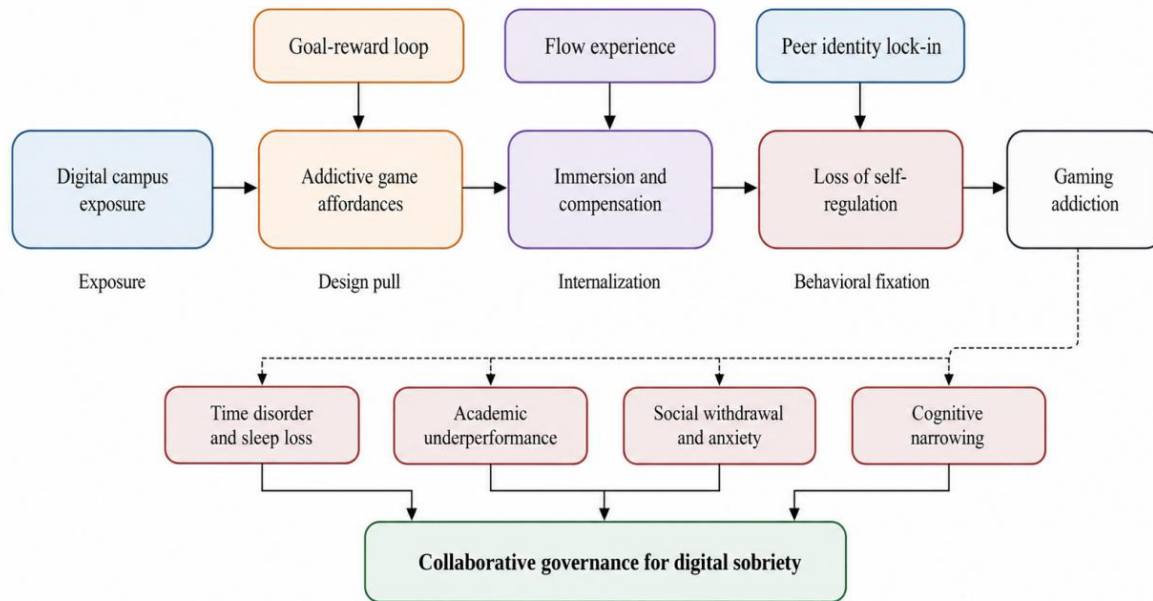 Goal-reward loop
Flow experience
Peer identity lock-in
Digital campus
exposure
Addictive game
affordances
Immersion and
compensation
Loss of self-
regulation
Gaming
addiction
Exposure
Design pull
Internalization
Behavioral fixation
Time disorder
and sleep loss
Academic
underperformance
Social withdrawal
and anxiety
Cognitive
narrowing
Collaborative governance for digital sobriety